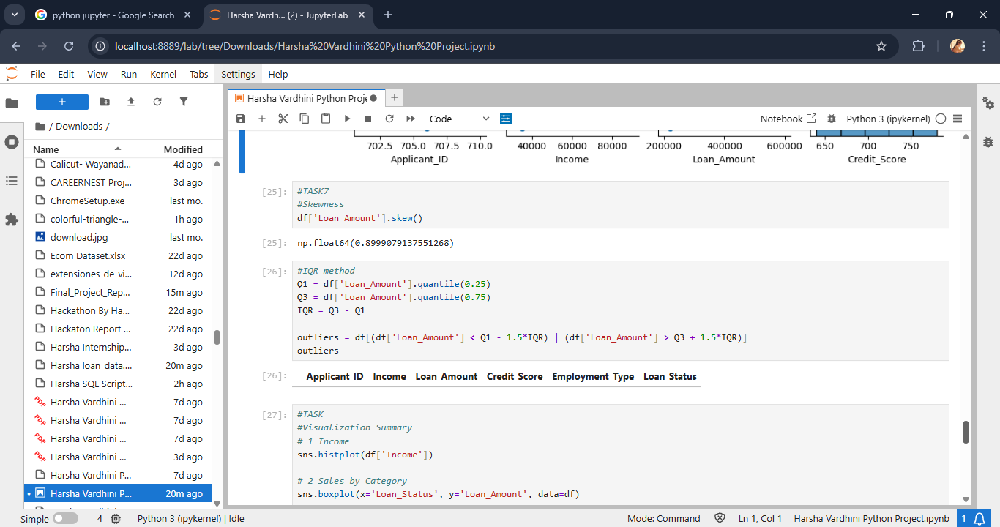 python jupyter - Google Search
Harsha Vardh... (2) - JupyterLab
localhost:8889/lab/tree/Downloads/Harsha%20Vardhini%20Python%20Project.ipynb
File Edit View Run Kernel Tabs Settings Help
/ Downloads /
Name Modified
Calicut- Wayanad... 4d ago
CAREERNEST Proj... 3d ago
ChromeSetup.exe last mo.
colorful-triangle-... 1h ago
download.jpg last mo.
Ecom Dataset.xlsx 22d ago
extensiones-de-vi... 12d ago
Final_Project_Rep... 15m ago
Hackathon By Ha... 22d ago
Hackaton Report ... 22d ago
Harsha Internship... 3d ago
Harsha loan_data.... 20m ago
Harsha SQL Script... 2h ago
PDF Harsha Vardhini ... 7d ago
PDF Harsha Vardhini ... 7d ago
PDF Harsha Vardhini ... 7d ago
PDF Harsha Vardhini ... 3d ago
Harsha Vardhini P... 7d ago
Harsha Vardhini P... 20m ago
Harsha Vardhini Python Proje
Code
Notebook Python 3 (ipykernel)
702.5 705.0 707.5 710.0 40000 60000 80000 200000 400000 600000 650 700 750
Applicant_ID Income Loan_Amount Credit_Score
[25]: #TASK7
#Skewness
df['Loan_Amount'].skew()
[25]: np.float64(0.8999079137551268)
[26]: #IQR method
Q1 = df['Loan_Amount'].quantile(0.25)
Q3 = df['Loan_Amount'].quantile(0.75)
IQR = Q3 - Q1
outliers = df[(df['Loan_Amount'] < Q1 - 1.5*IQR) | (df['Loan_Amount'] > Q3 + 1.5*IQR)]
outliers
[26]: Applicant_ID Income Loan_Amount Credit_Score Employment_Type Loan_Status
[27]: #TASK
#Visualization Summary
# 1 Income
sns.histplot(df['Income'])
# 2 Sales by Category
sns.boxplot(x='Loan_Status', y='Loan_Amount', data=df)
Simple 4 Python 3 (ipykernel) | Idle Mode: Command Ln 1, Col 1 Harsha Vardhini Python Project.ipynb 1